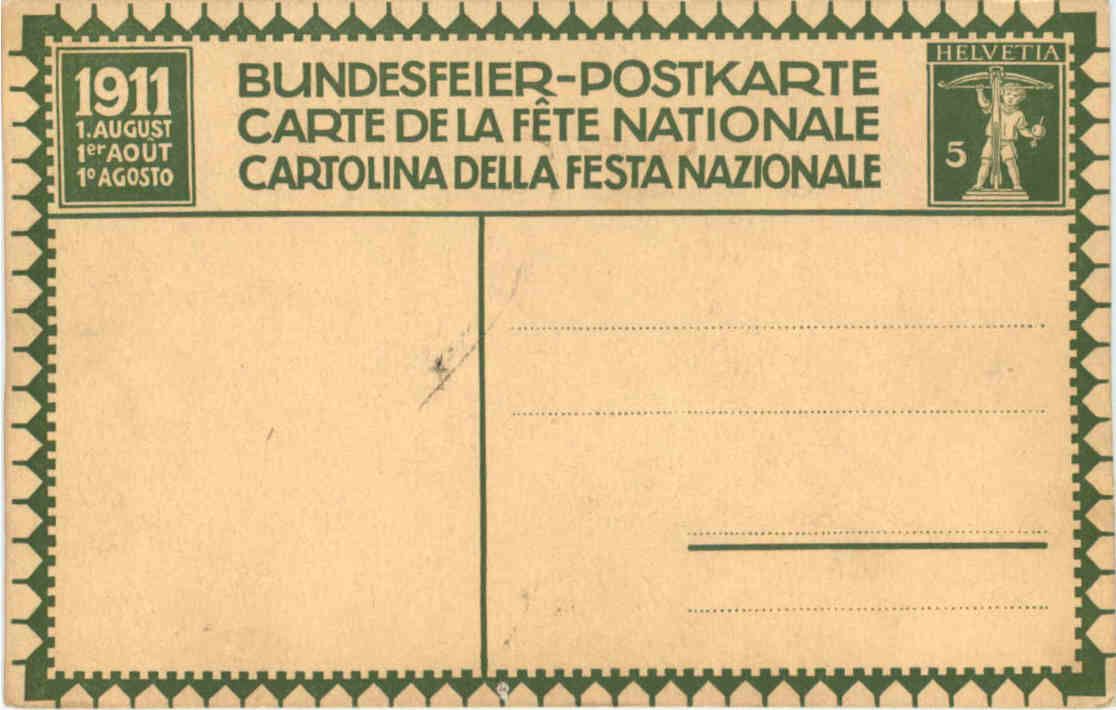 1911
1. AUGUST
1er AOÛT
1º AGOSTO
BUNDESFEIER-POSTKARTE
CARTE DE LA FÊTE NATIONALE
CARTOLINA DELLA FESTA NAZIONALE
HELVETIA
5